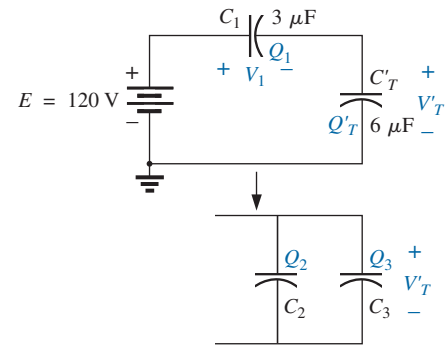 C1 3 μF
Q1
+ V1 −
E = 120 V
+
−
C′T
+
V′T
−
Q′T 6 μF
Q2
C2
Q3
C3
+
V′T
−